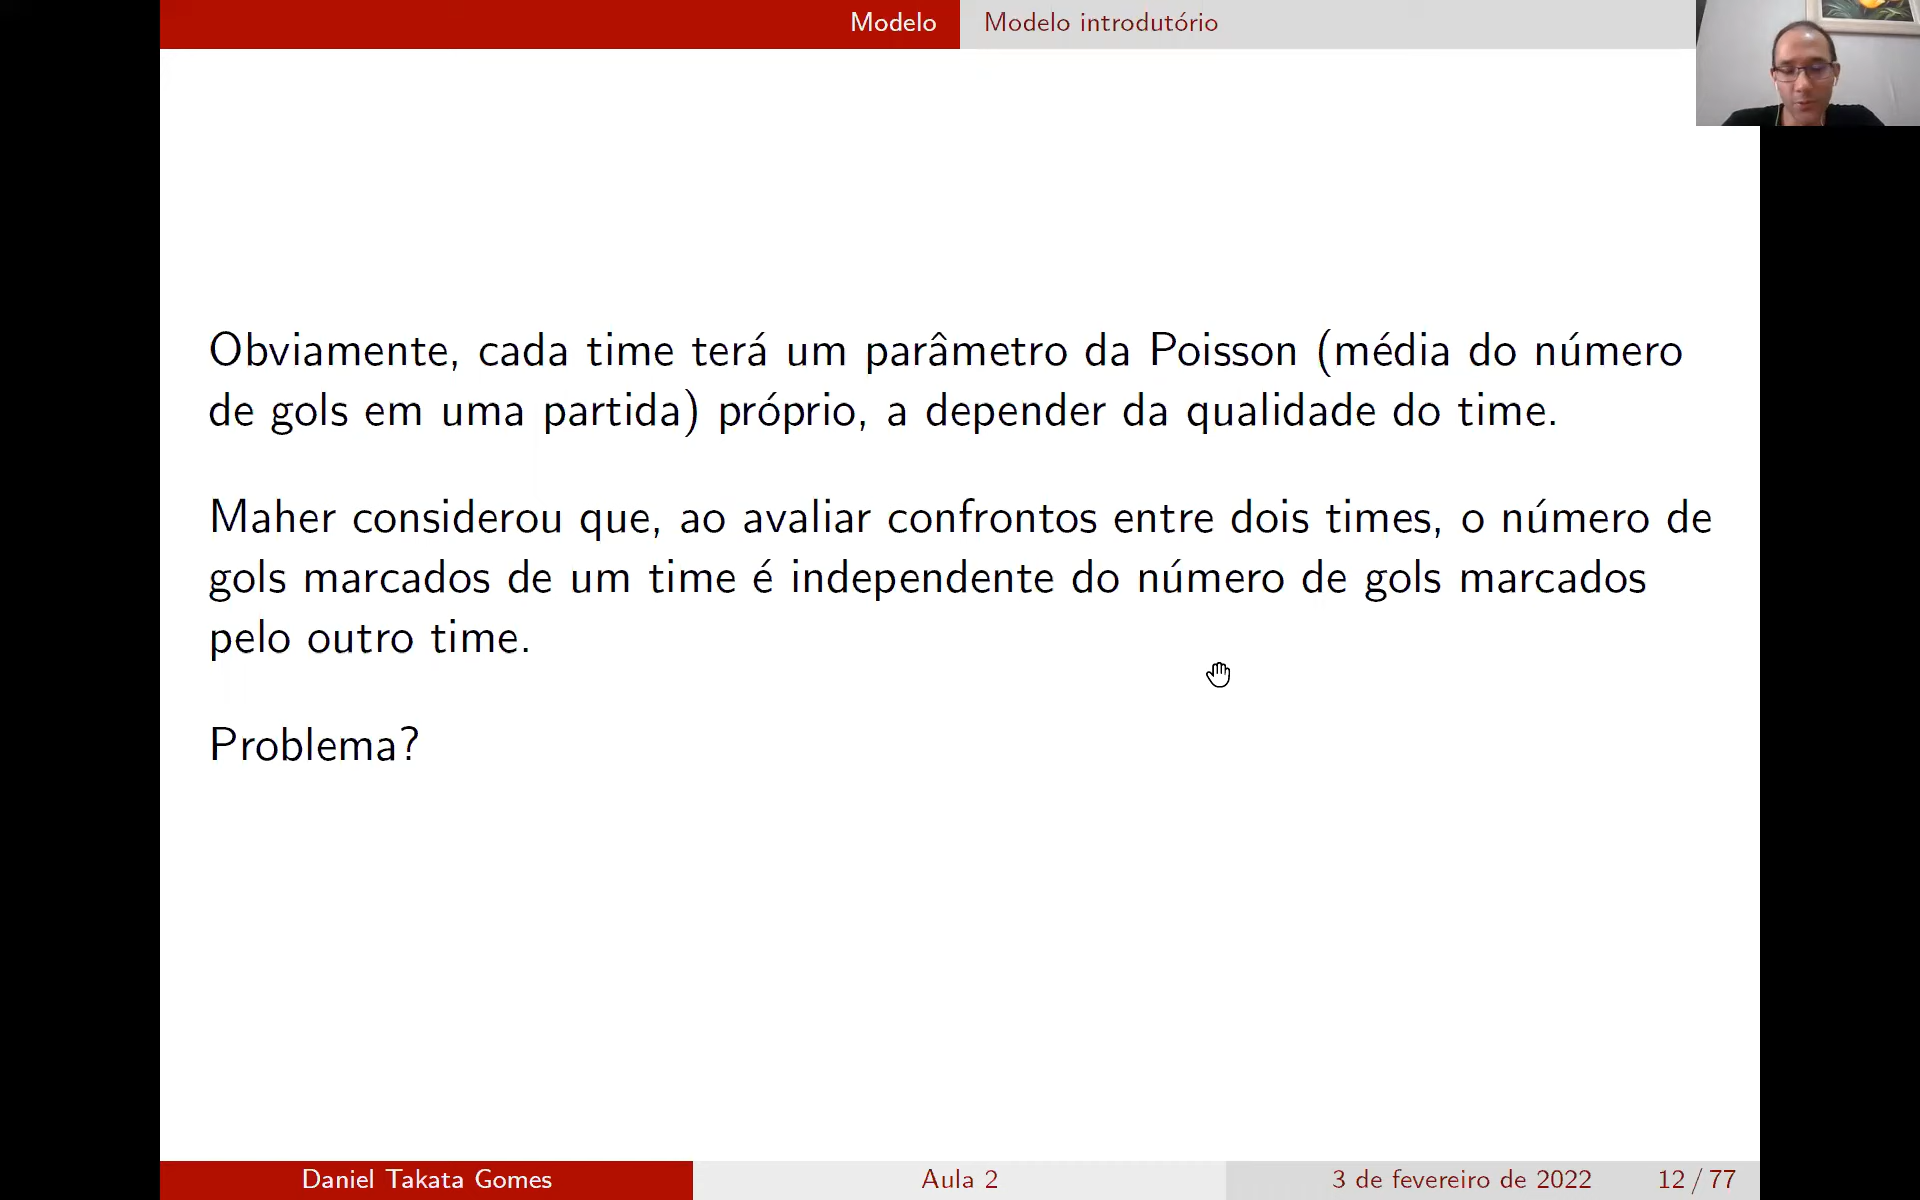 Modelo
Modelo introdutório
Obviamente, cada time terá um parâmetro da Poisson (média do número
de gols em uma partida) próprio, a depender da qualidade do time.
Maher considerou que, ao avaliar confrontos entre dois times, o número de
gols marcados de um time é independente do número de gols marcados
pelo outro time.
Problema?
Daniel Takata Gomes
Aula 2
3 de fevereiro de 2022
12 / 77